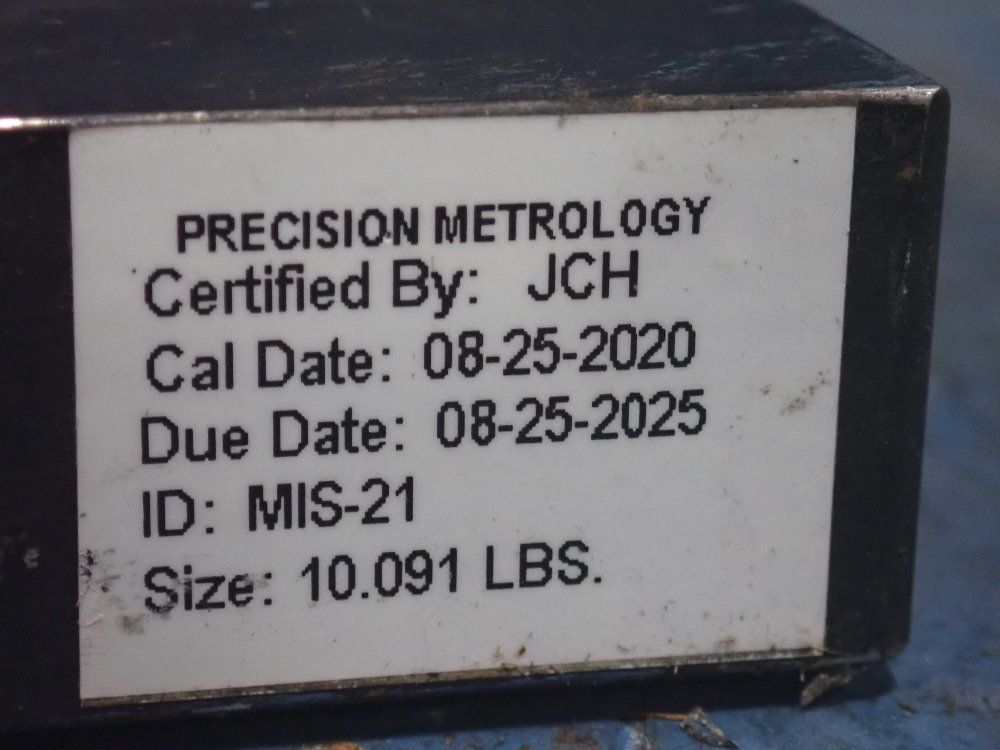 PRECISION METROLOGY
Certified By: JCH
Cal Date: 08-25-2020
Due Date: 08-25-2025
ID: MIS-21
Size: 10.091 LBS.